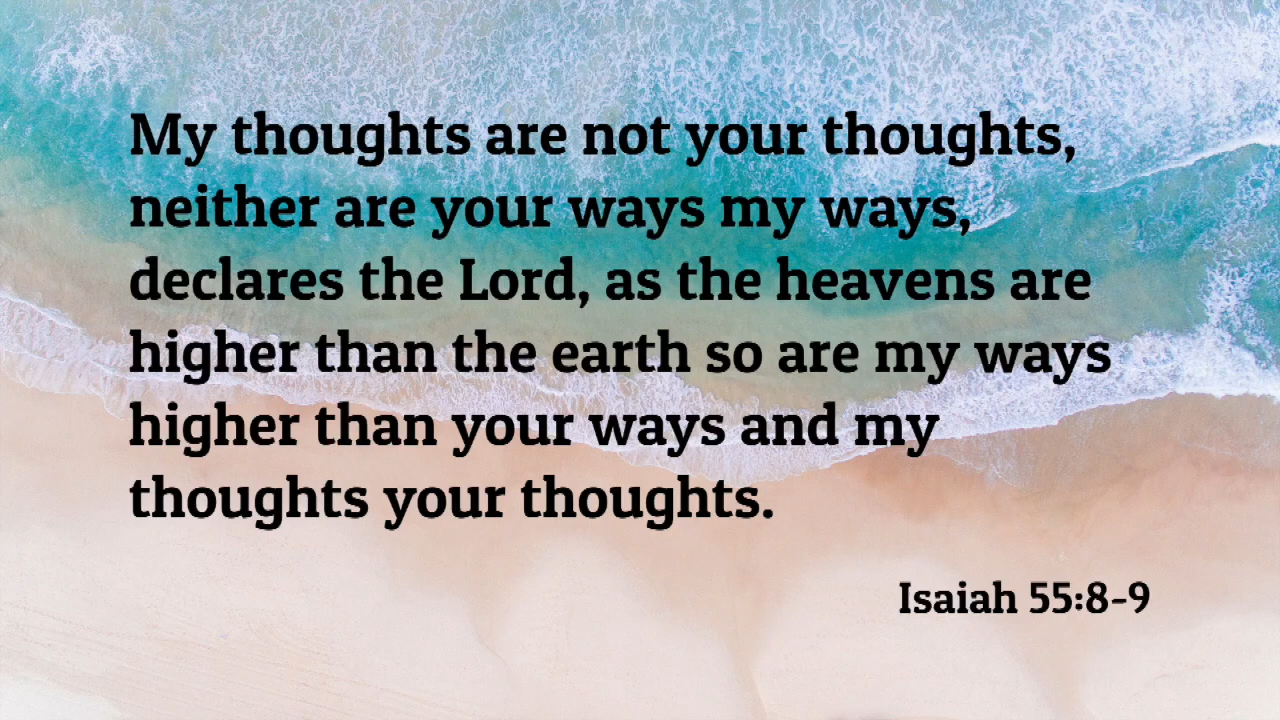 My thoughts are not your thoughts,
neither are your ways my ways,
declares the Lord, as the heavens are
higher than the earth so are my ways
higher than your ways and my
thoughts your thoughts.
Isaiah 55:8-9